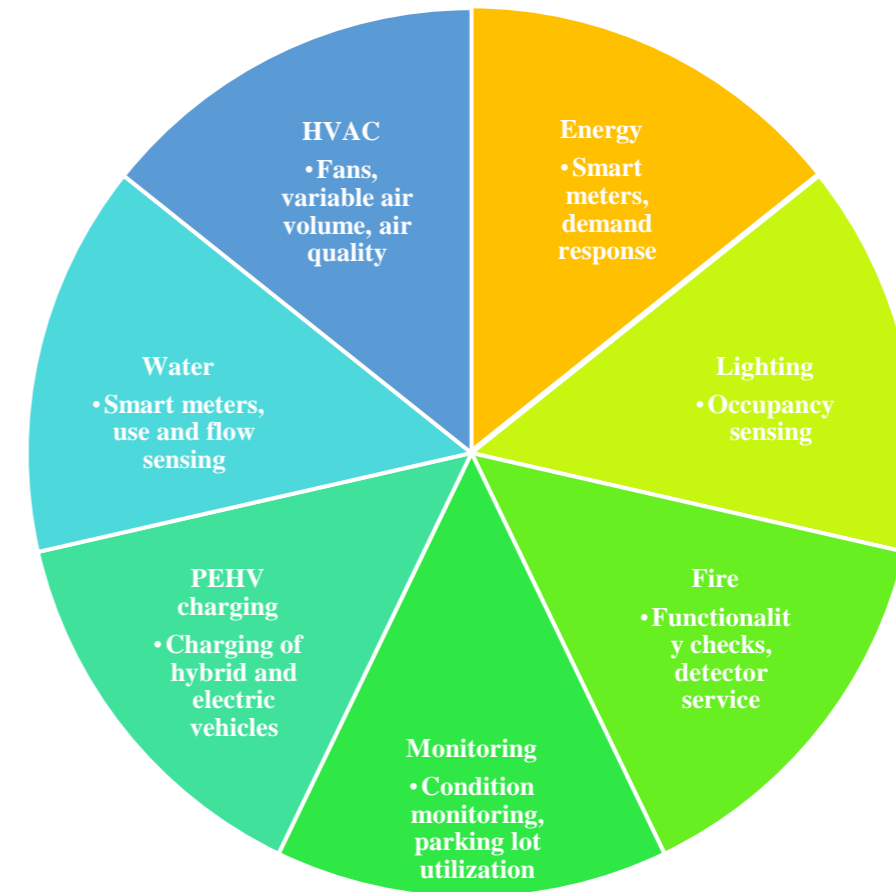 HVAC
•Fans,
variable air
volume, air
quality
Energy
•Smart
meters,
demand
response
Lighting
•Occupancy
sensing
Fire
•Functionalit
y checks,
detector
service
Monitoring
•Condition
monitoring,
parking lot
utilization
PEHV
charging
•Charging of
hybrid and
electric
vehicles
Water
•Smart meters,
use and flow
sensing